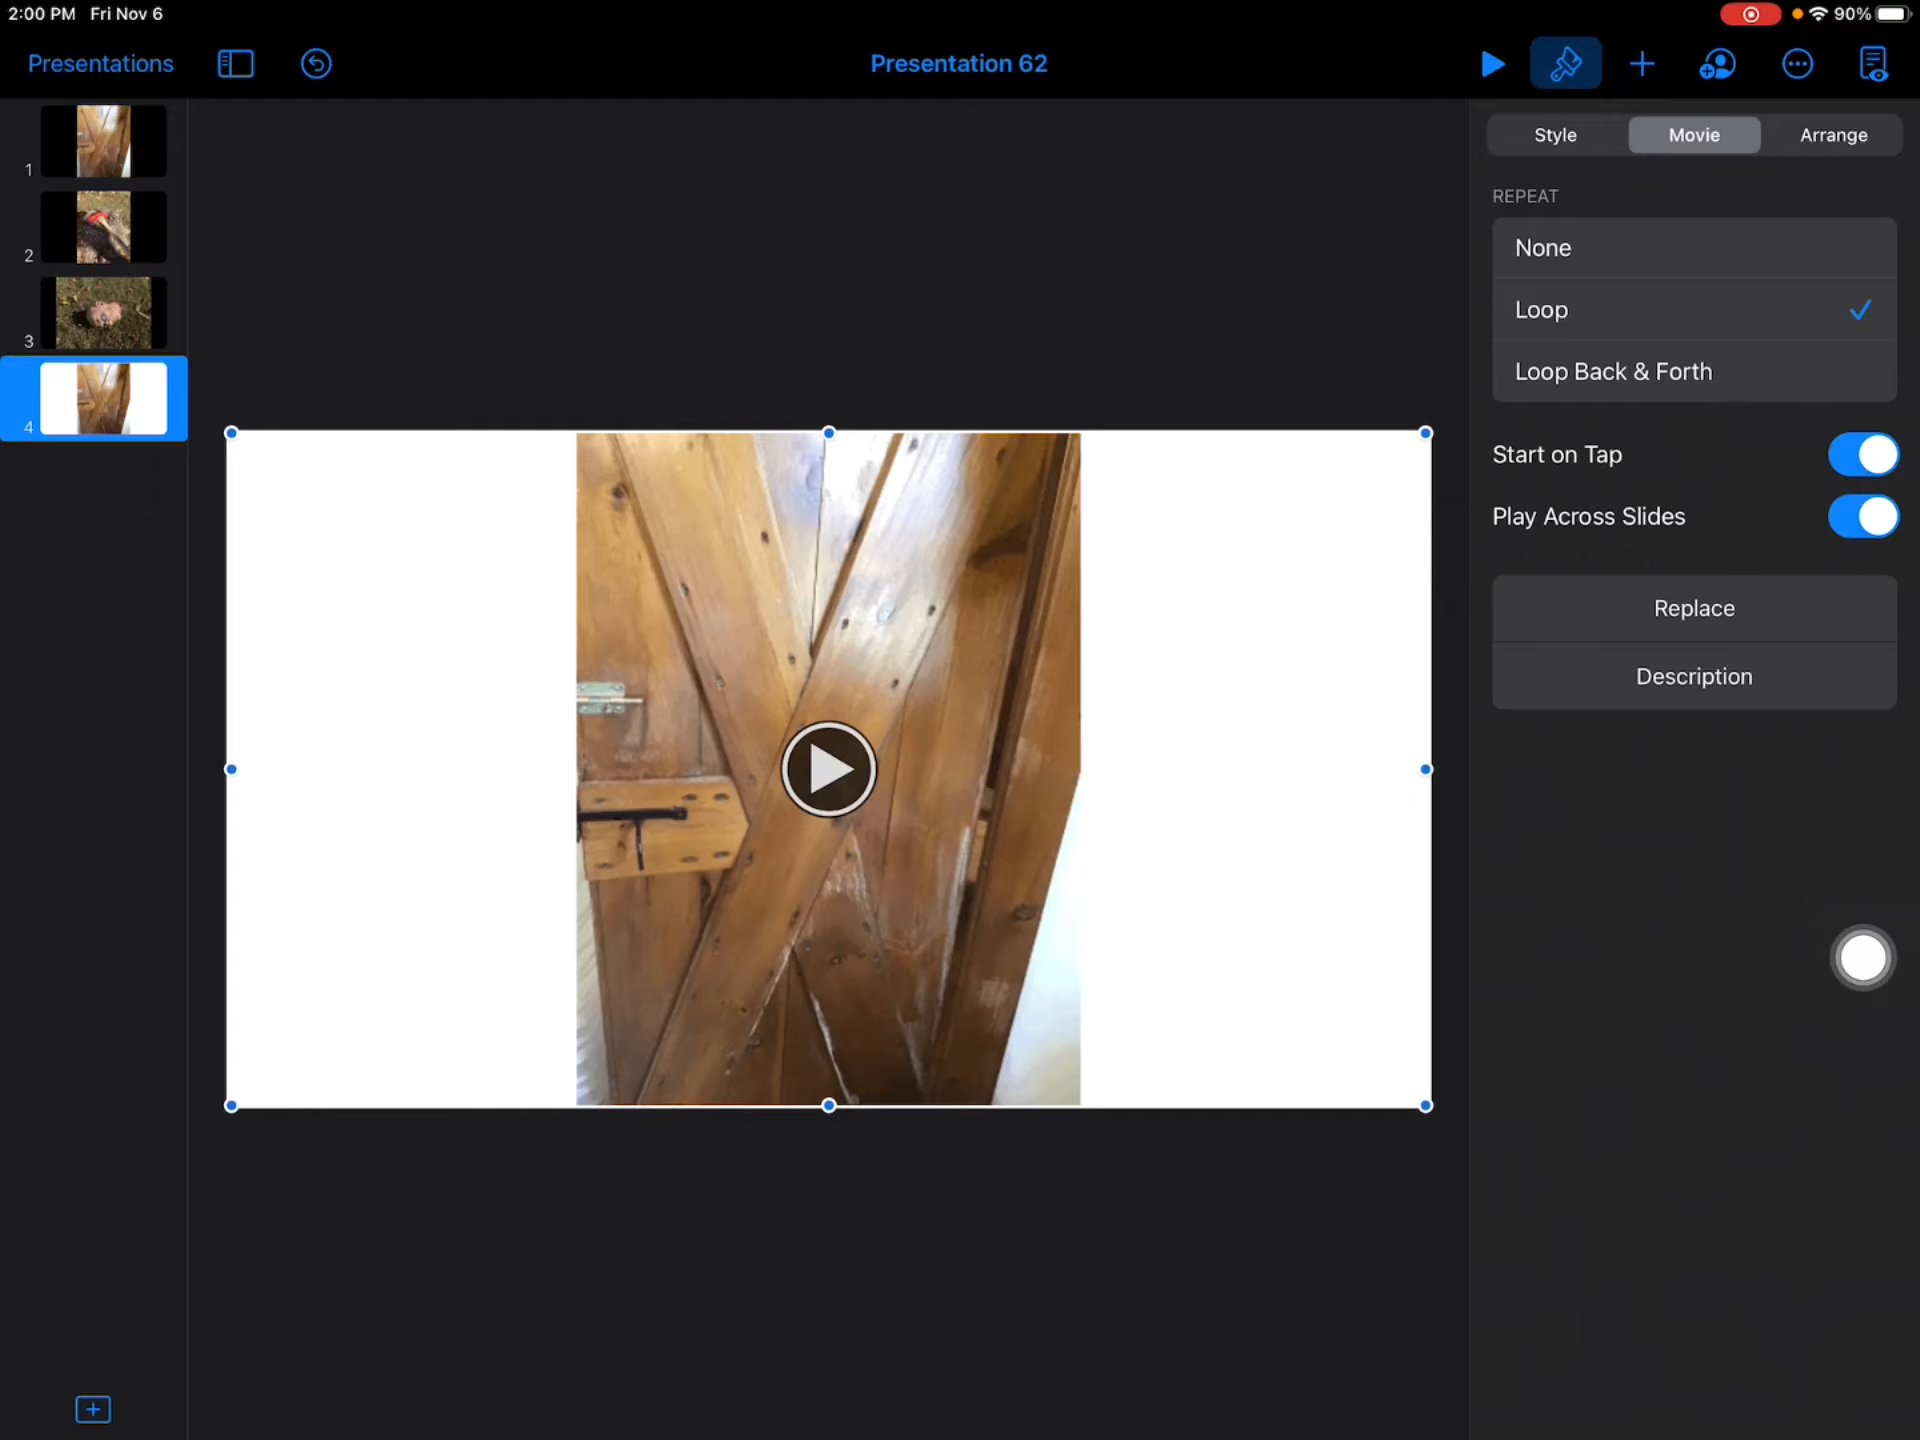 2:00 PM Fri Nov 6
90%
Presentations
Presentation 62
Style
Movie
Arrange
1
2
3
4
REPEAT
None
Loop
Loop Back & Forth
Start on Tap
Play Across Slides
Replace
Description